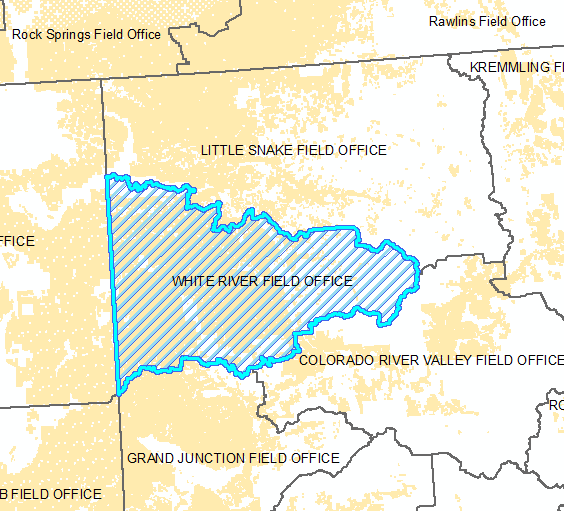 Rock Springs Field Office
Rawlins Field Office
KREMMLING FI
LITTLE SNAKE FIELD OFFICE
FFICE
WHITE RIVER FIELD OFFICE
COLORADO RIVER VALLEY FIELD OFFICE
RO
GRAND JUNCTION FIELD OFFICE
B FIELD OFFICE